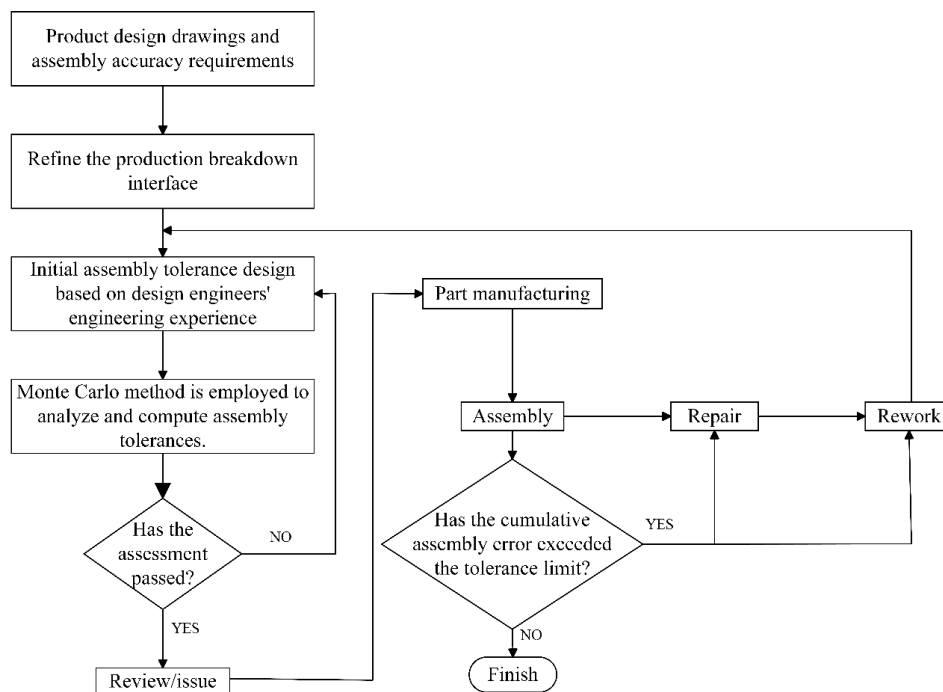 Product design drawings and
assembly accuracy requirements
Refine the production breakdown
interface
Initial assembly tolerance design
based on design engineers'
engineering experience
Monte Carlo method is employed to
analyze and compute assembly
tolerances.
Has the
assessment
passed?
NO
YES
Review/issue
Part manufacturing
Assembly
Repair
Rework
Has the cumulative
assembly error exceeded
the tolerance limit?
YES
NO
Finish